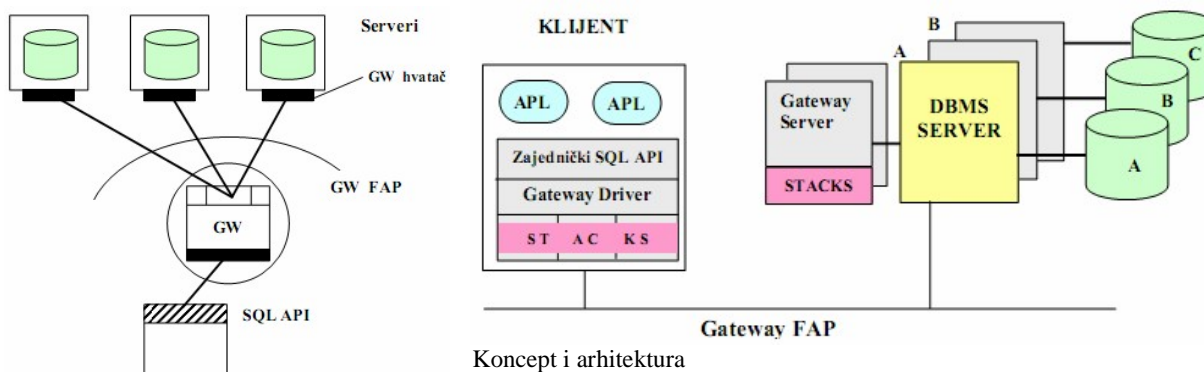 Serveri
GW hvatač
GW FAP
GW
SQL API
KLIJENT
APL
APL
Zajednički SQL API
Gateway Driver
ST AC KS
Gateway
Server
STACKS
B
A
DBMS
SERVER
C
B
A
Gateway FAP
Koncept i arhitektura